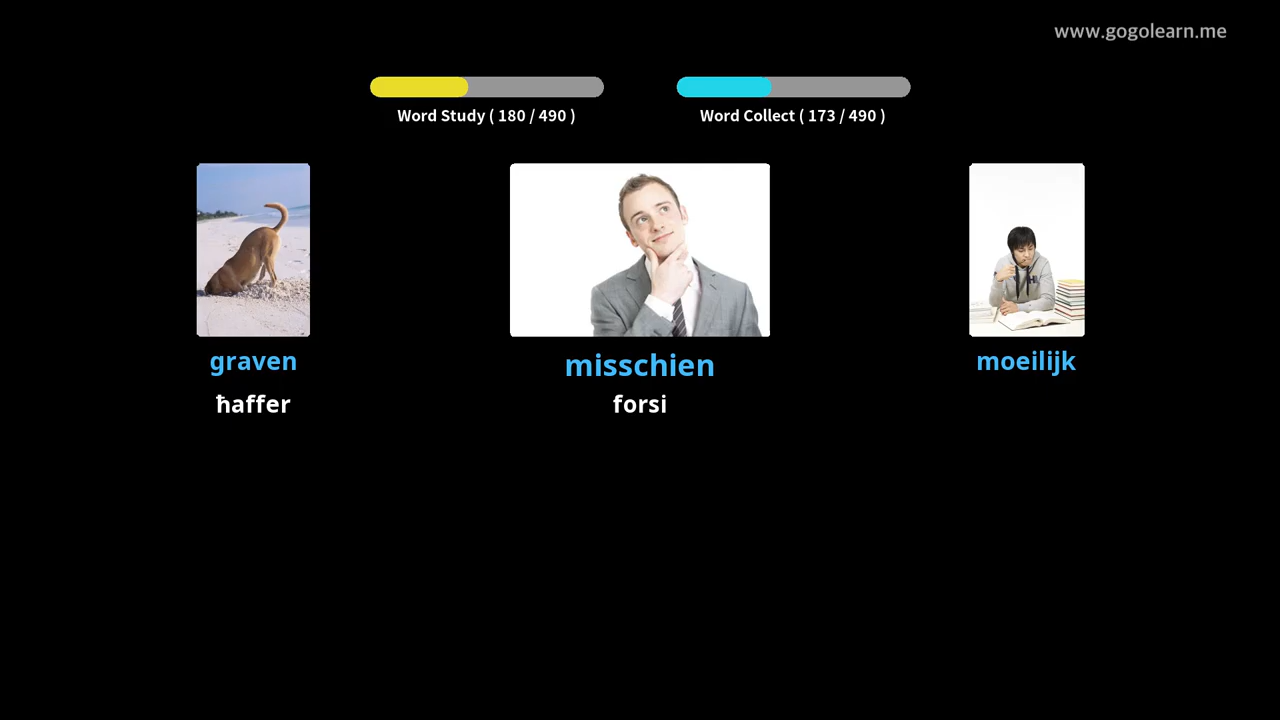 www.gogolearn.me
Word Study ( 180 / 490 )
Word Collect ( 173 / 490 )
graven
misschien
moeilijk
ħaffer
forsi